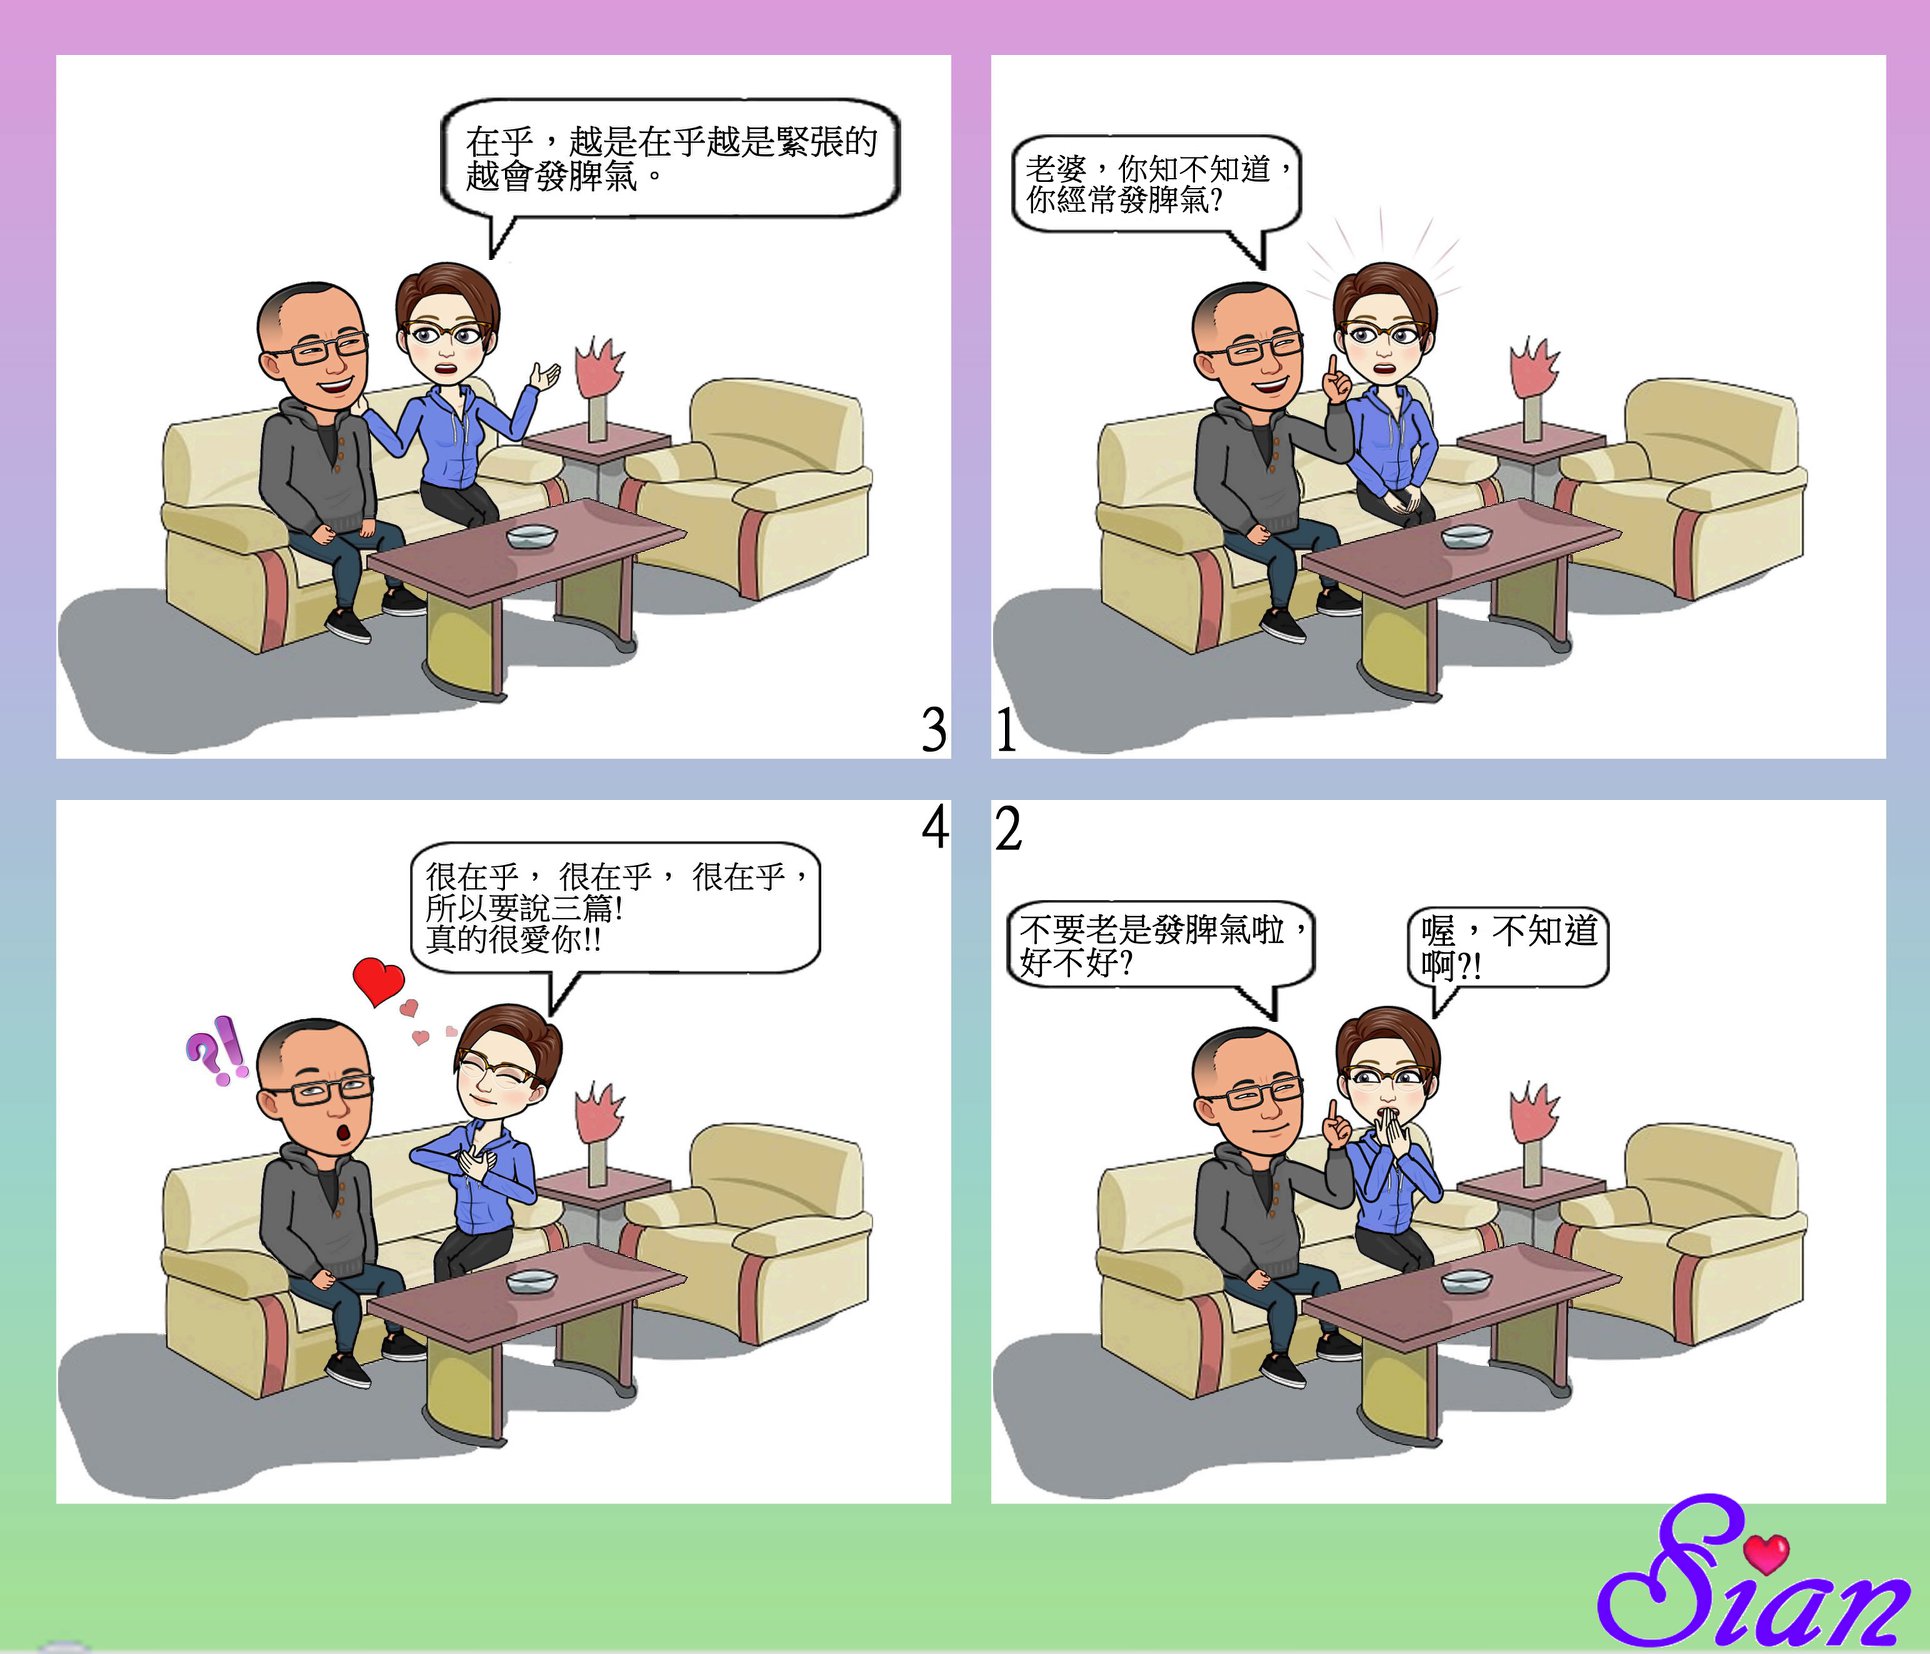 1
老婆，你知不知道，
你經常發脾氣?
2
不要老是發脾氣啦，
好不好?
喔，不知道
啊?!
3
在乎，越是在乎越是緊張的
越會發脾氣。
4
很在乎， 很在乎， 很在乎，
所以要說三篇!
真的很愛你!!
?!
Sian